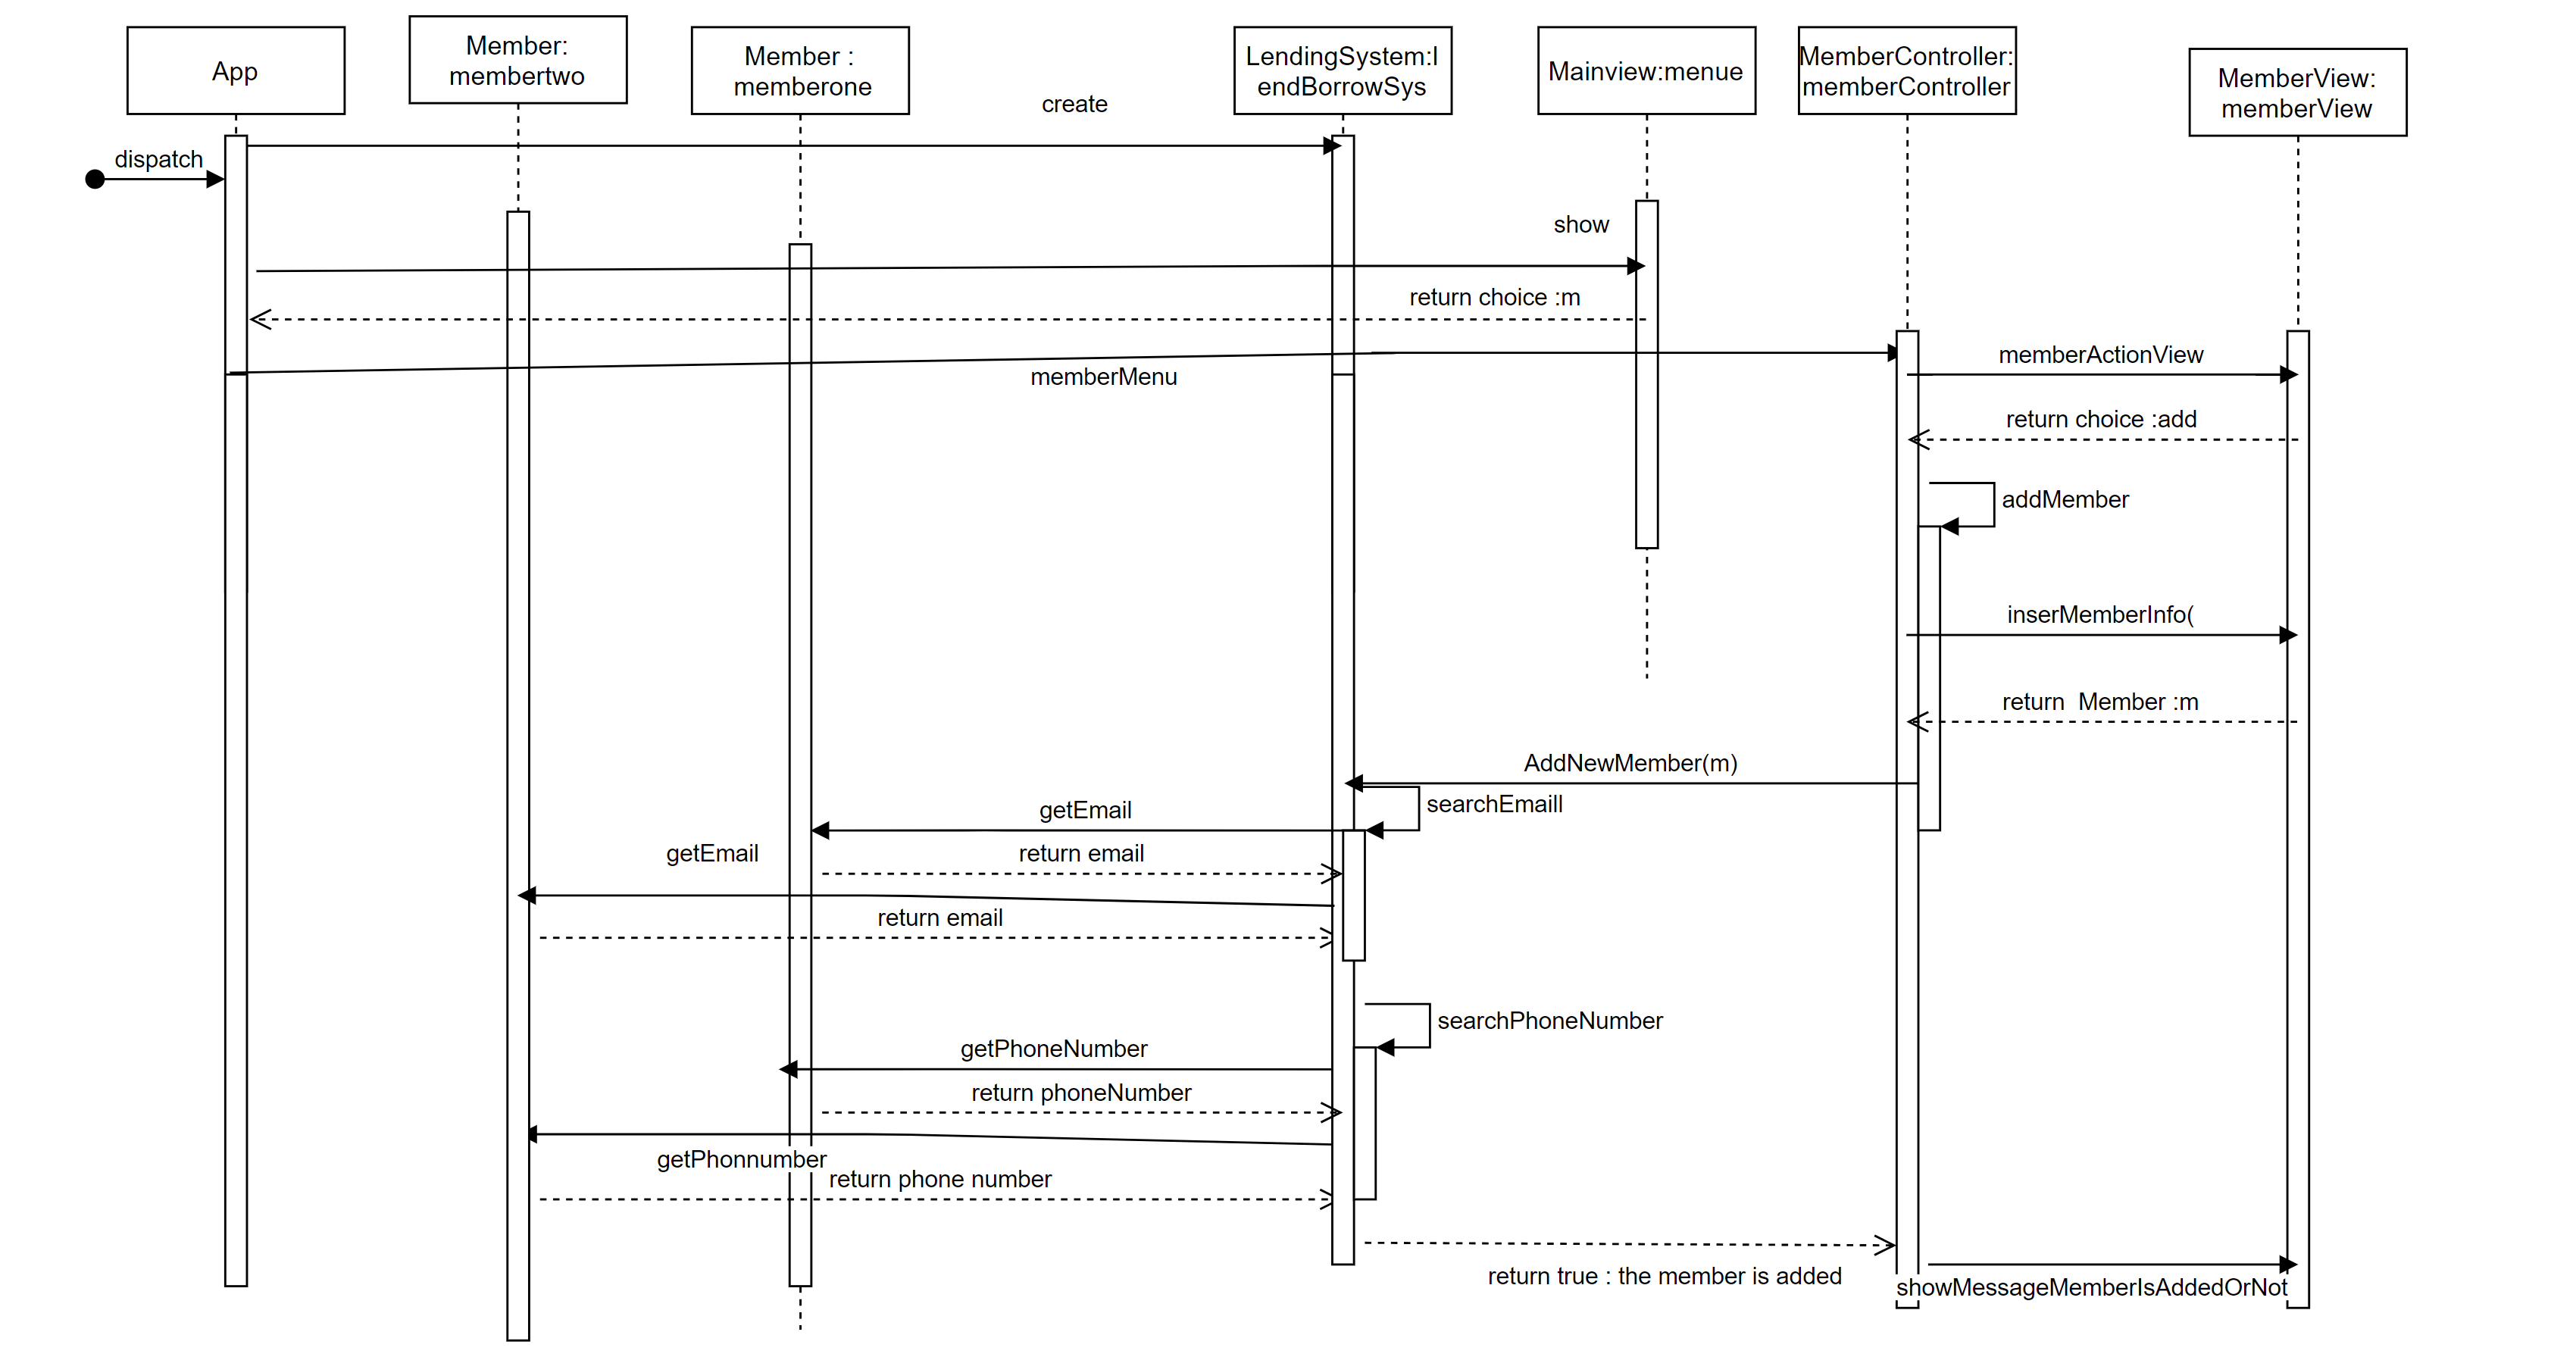 App
Member:
membertwo
Member :
memberone
LendingSystem:l
endBorrowSys
Mainview:menue
MemberController:
memberController
MemberView:
memberView
create
dispatch
show
return choice :m
memberMenu
memberActionView
return choice :add
addMember
inserMemberInfo(
return  Member :m
AddNewMember(m)
searchEmaill
getEmail
getEmail
return email
return email
searchPhoneNumber
getPhoneNumber
return phoneNumber
getPhonnumber
return phone number
return true : the member is added
showMessageMemberIsAddedOrNot